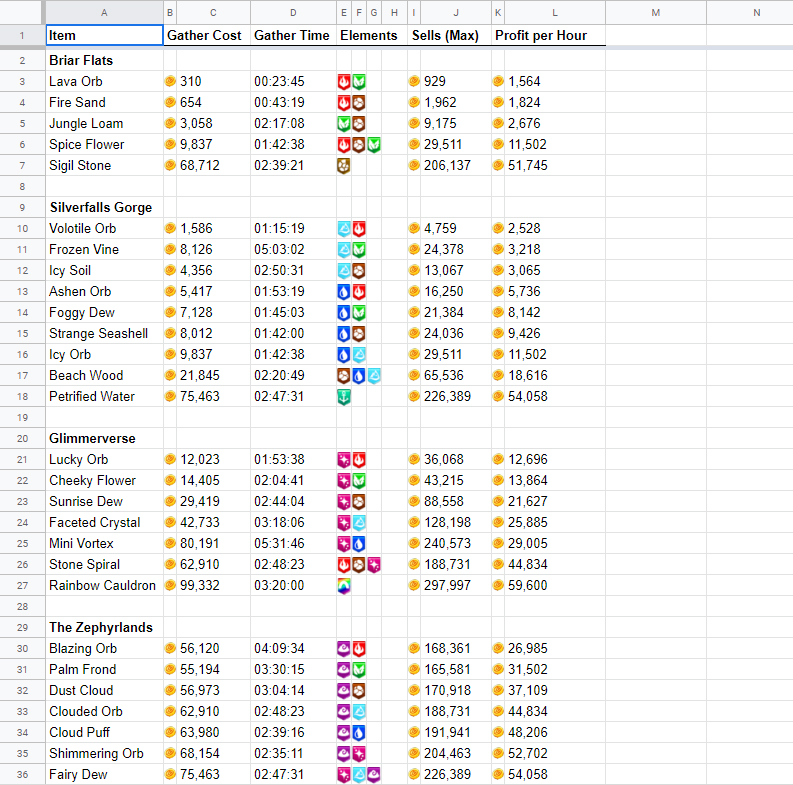 A B C D E F G H I J K L M N
1 Item Gather Cost Gather Time Elements Sells (Max) Profit per Hour
2 Briar Flats
3 Lava Orb 310 00:23:45 929 1,564
4 Fire Sand 654 00:43:19 1,962 1,824
5 Jungle Loam 3,058 02:17:08 9,175 2,676
6 Spice Flower 9,837 01:42:38 29,511 11,502
7 Sigil Stone 68,712 02:39:21 206,137 51,745
8
9 Silverfalls Gorge
10 Volotile Orb 1,586 01:15:19 4,759 2,528
11 Frozen Vine 8,126 05:03:02 24,378 3,218
12 Icy Soil 4,356 02:50:31 13,067 3,065
13 Ashen Orb 5,417 01:53:19 16,250 5,736
14 Foggy Dew 7,128 01:45:03 21,384 8,142
15 Strange Seashell 8,012 01:42:00 24,036 9,426
16 Icy Orb 9,837 01:42:38 29,511 11,502
17 Beach Wood 21,845 02:20:49 65,536 18,616
18 Petrified Water 75,463 02:47:31 226,389 54,058
19
20 Glimmerverse
21 Lucky Orb 12,023 01:53:38 36,068 12,696
22 Cheeky Flower 14,405 02:04:41 43,215 13,864
23 Sunrise Dew 29,419 02:44:04 88,558 21,627
24 Faceted Crystal 42,733 03:18:06 128,198 25,885
25 Mini Vortex 80,191 05:31:46 240,573 29,005
26 Stone Spiral 62,910 02:48:23 188,731 44,834
27 Rainbow Cauldron 99,332 03:20:00 297,997 59,600
28
29 The Zephyrlands
30 Blazing Orb 56,120 04:09:34 168,361 26,985
31 Palm Frond 55,194 03:30:15 165,581 31,502
32 Dust Cloud 56,973 03:04:14 170,918 37,109
33 Clouded Orb 62,910 02:48:23 188,731 44,834
34 Cloud Puff 63,980 02:39:16 191,941 48,206
35 Shimmering Orb 68,154 02:35:11 204,463 52,702
36 Fairy Dew 75,463 02:47:31 226,389 54,058